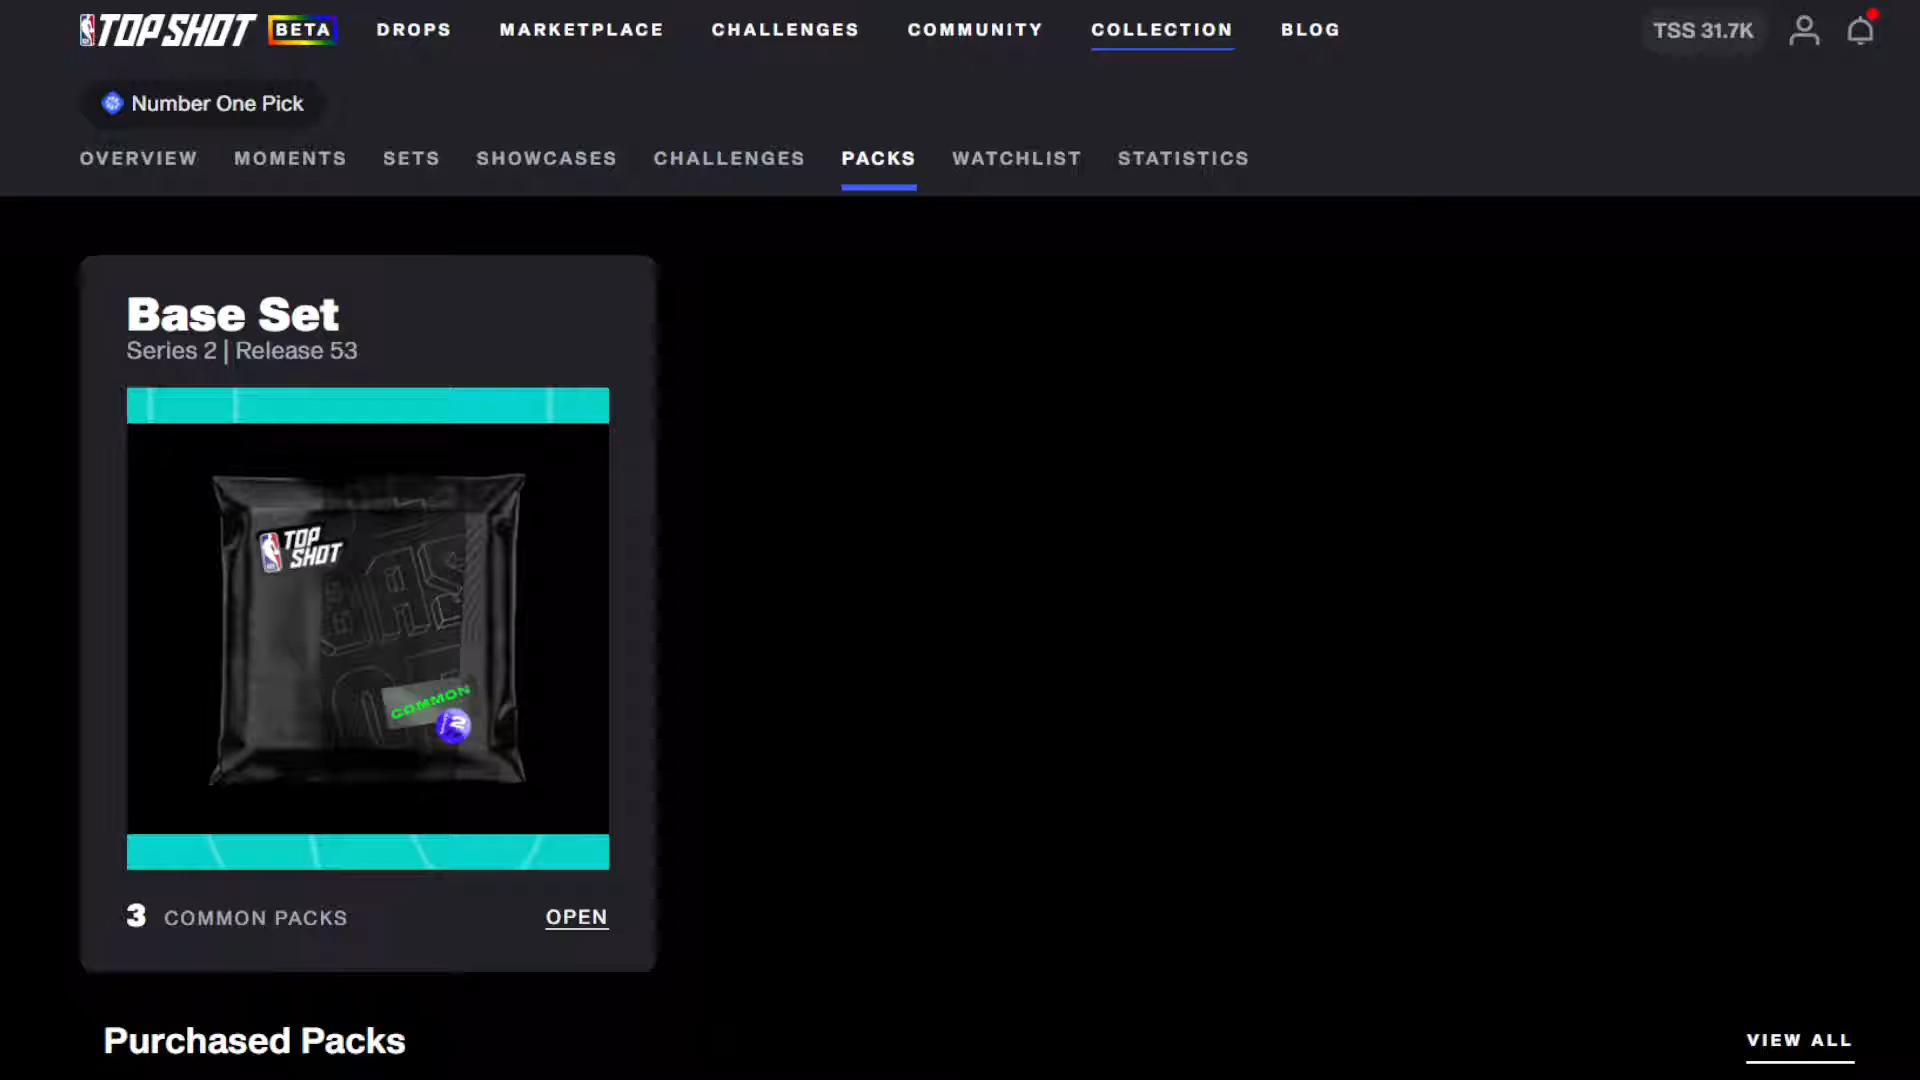 TOP SHOT BETA DROPS MARKETPLACE CHALLENGES COMMUNITY COLLECTION BLOG TSS 31.7K
Number One Pick
OVERVIEW MOMENTS SETS SHOWCASES CHALLENGES PACKS WATCHLIST STATISTICS
Base Set
Series 2 | Release 53
TOP
SHOT
COMMON
2
3 COMMON PACKS OPEN
Purchased Packs VIEW ALL